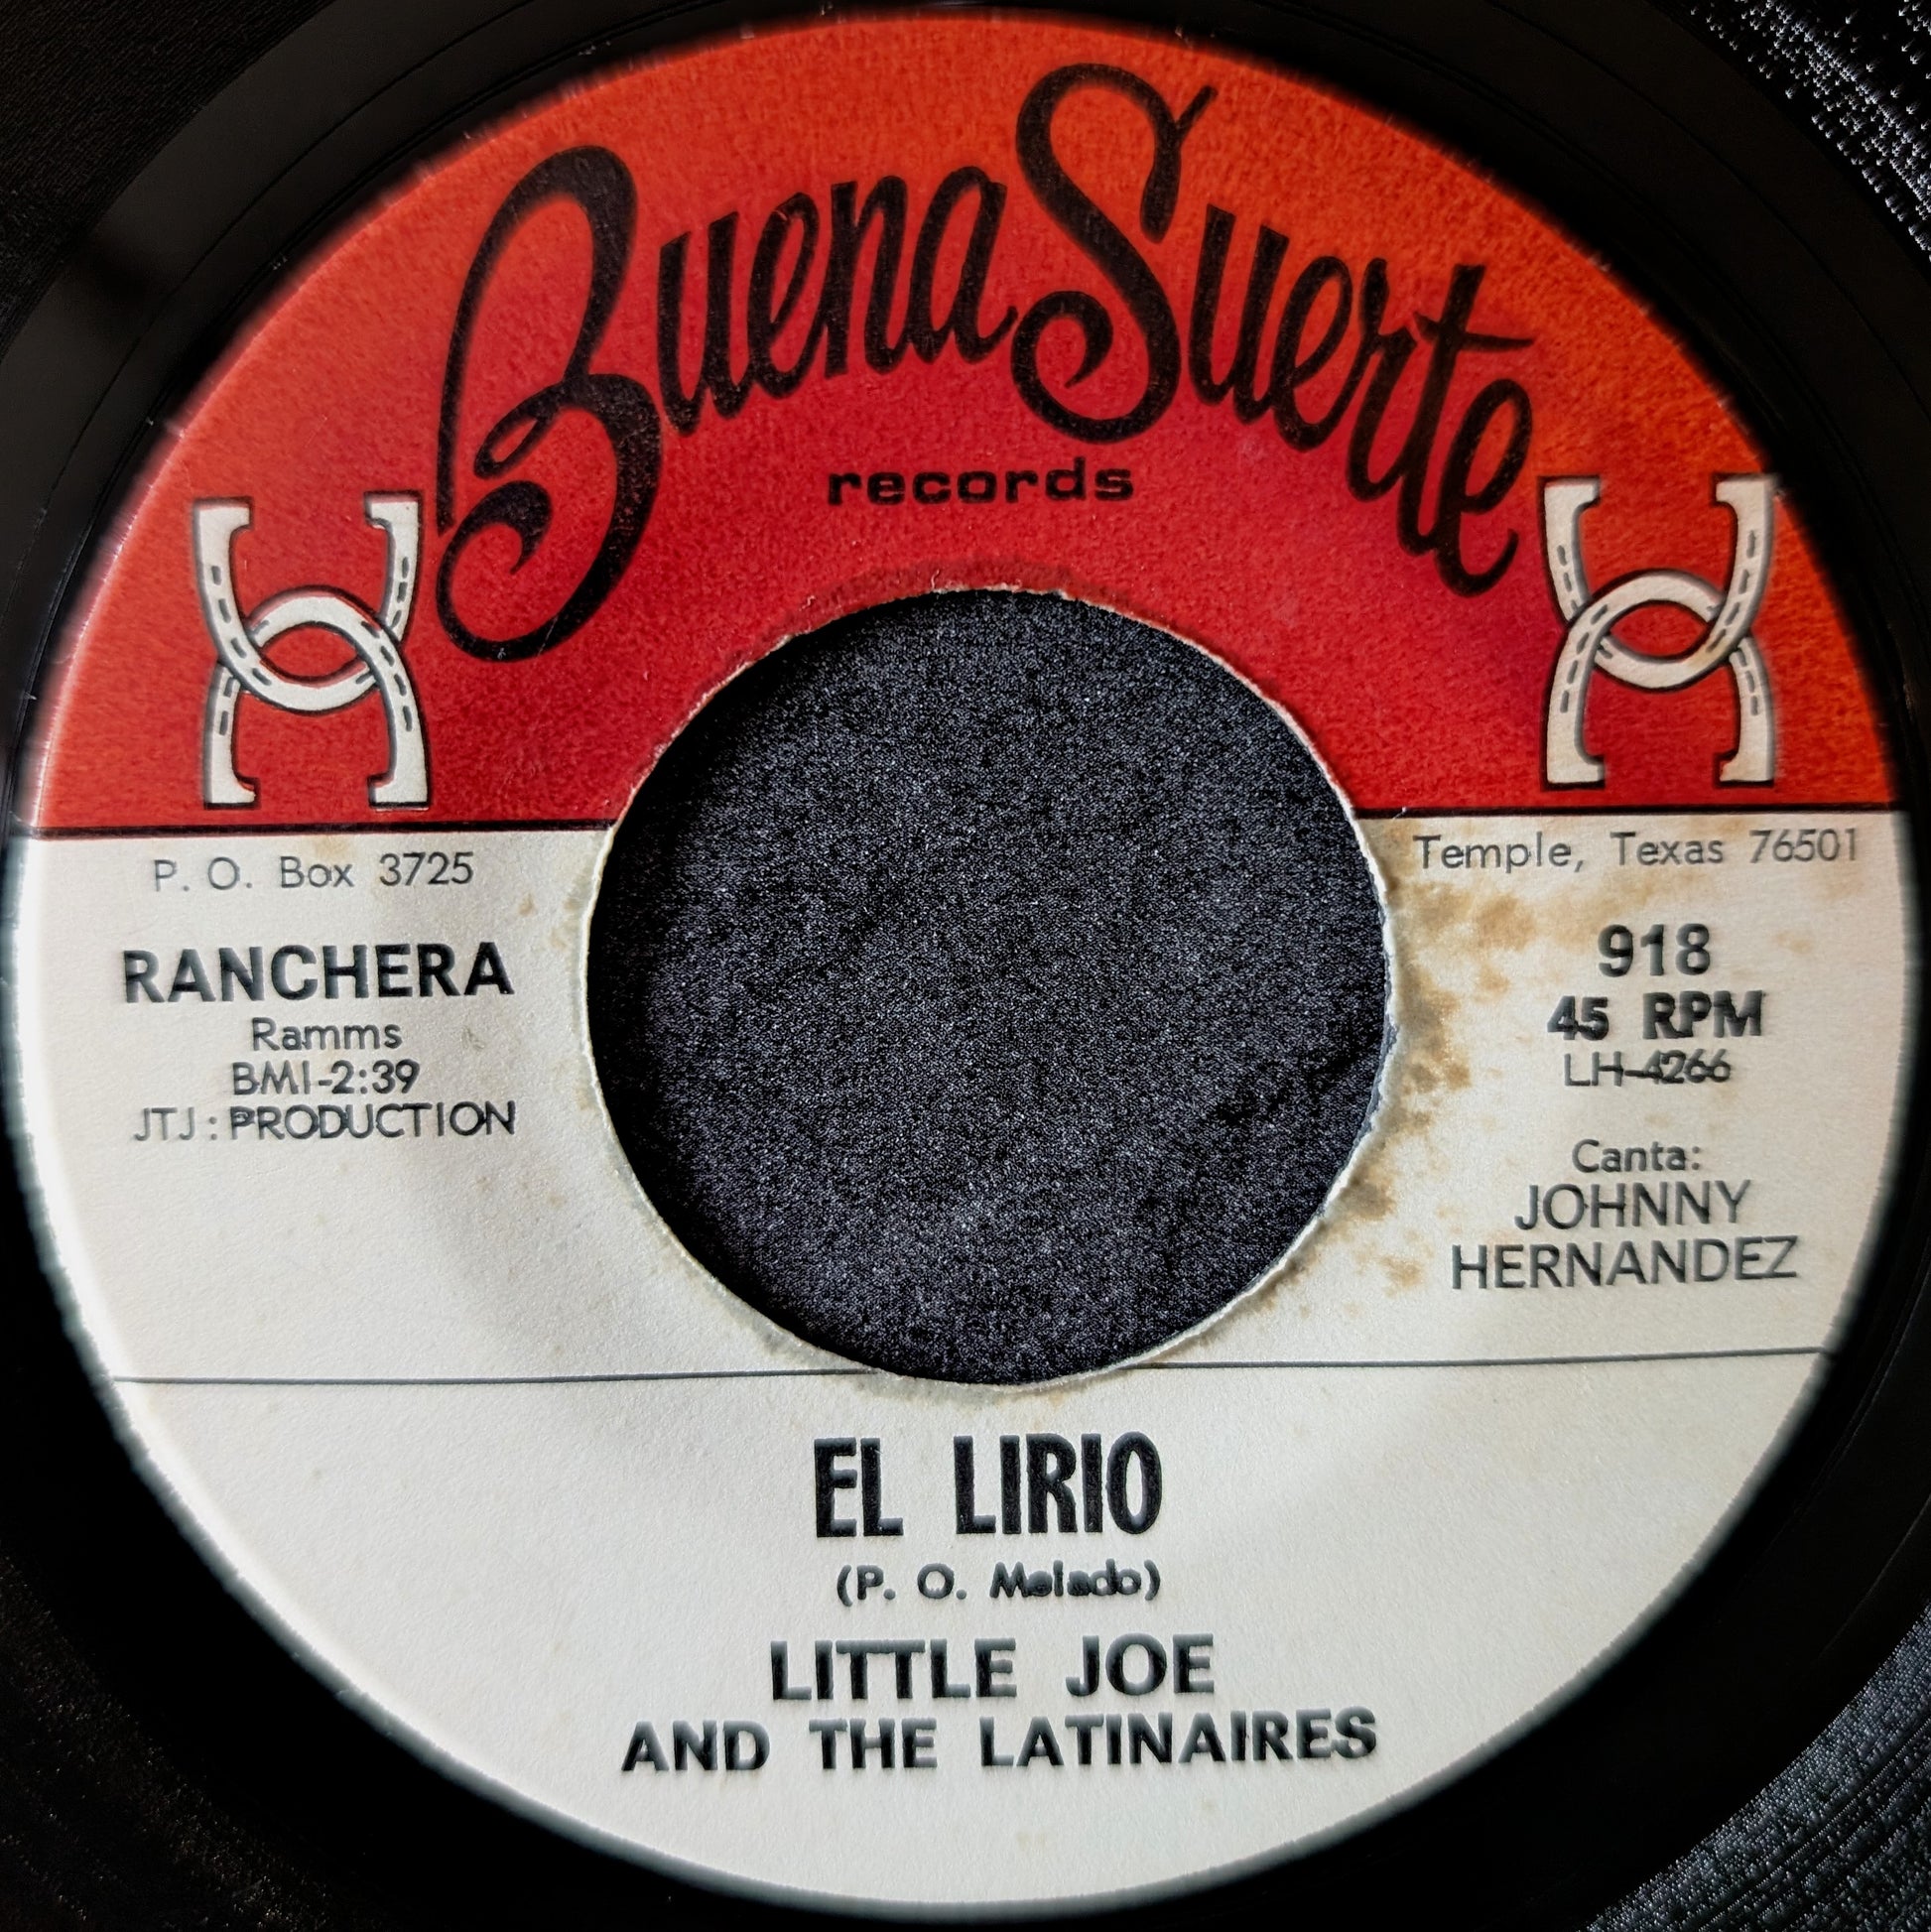 Buena Suerte
records
P. O. Box 3725
Temple, Texas 76501
RANCHERA
Ramms
BMI-2:39
JTJ: PRODUCTION
918
45 RPM
LH-4266
Canta:
JOHNNY
HERNANDEZ
EL LIRIO
(P. O. Melado)
LITTLE JOE
AND THE LATINAIRES